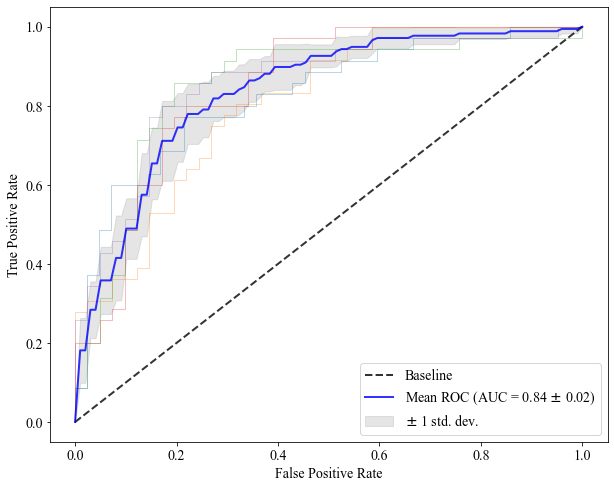 1.0
0.8
0.6
0.4
0.2
0.0
True Positive Rate
Baseline
Mean ROC (AUC = 0.84 ± 0.02)
± 1 std. dev.
0.0 0.2 0.4 0.6 0.8 1.0
False Positive Rate